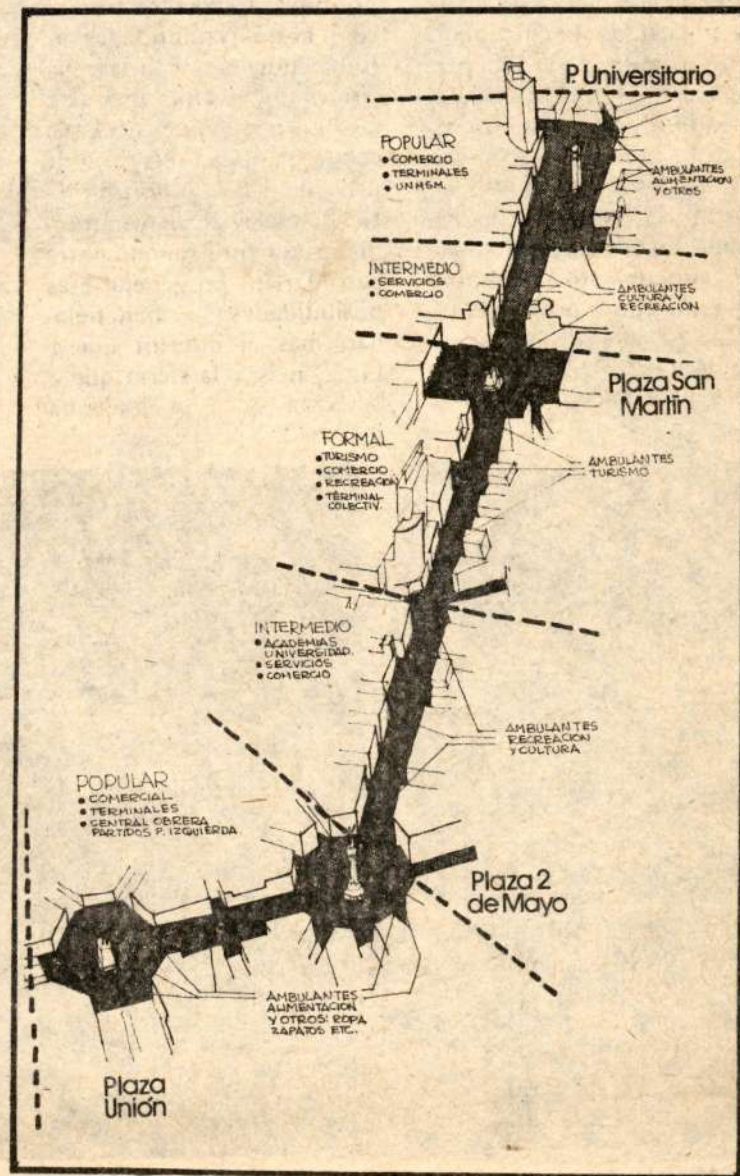 P. Universitario
POPULAR
• COMERCIO
• TERMINALES
• UNMSM.
AMBULANTES
ALIMENTACION
Y OTROS
INTERMEDIO
• SERVICIOS
• COMERCIO
AMBULANTES
CULTURA Y
RECREACION
Plaza San
Martín
FORMAL
• TURISMO
• COMERCIO
• RECREACION
• TERMINAL
COLECTIV.
AMBULANTES
TURISMO
INTERMEDIO
• ACADEMIAS
UNIVERSIDAD.
• SERVICIOS
• COMERCIO
AMBULANTES
RECREACION
Y CULTURA
POPULAR
• COMERCIAL
• TERMINALES
• CENTRAL OBRERA
PARTIDOS P. IZQUIERDA.
Plaza 2
de Mayo
AMBULANTES
ALIMENTACION
Y OTROS: ROPA
ZAPATOS ETC.
Plaza
Unión